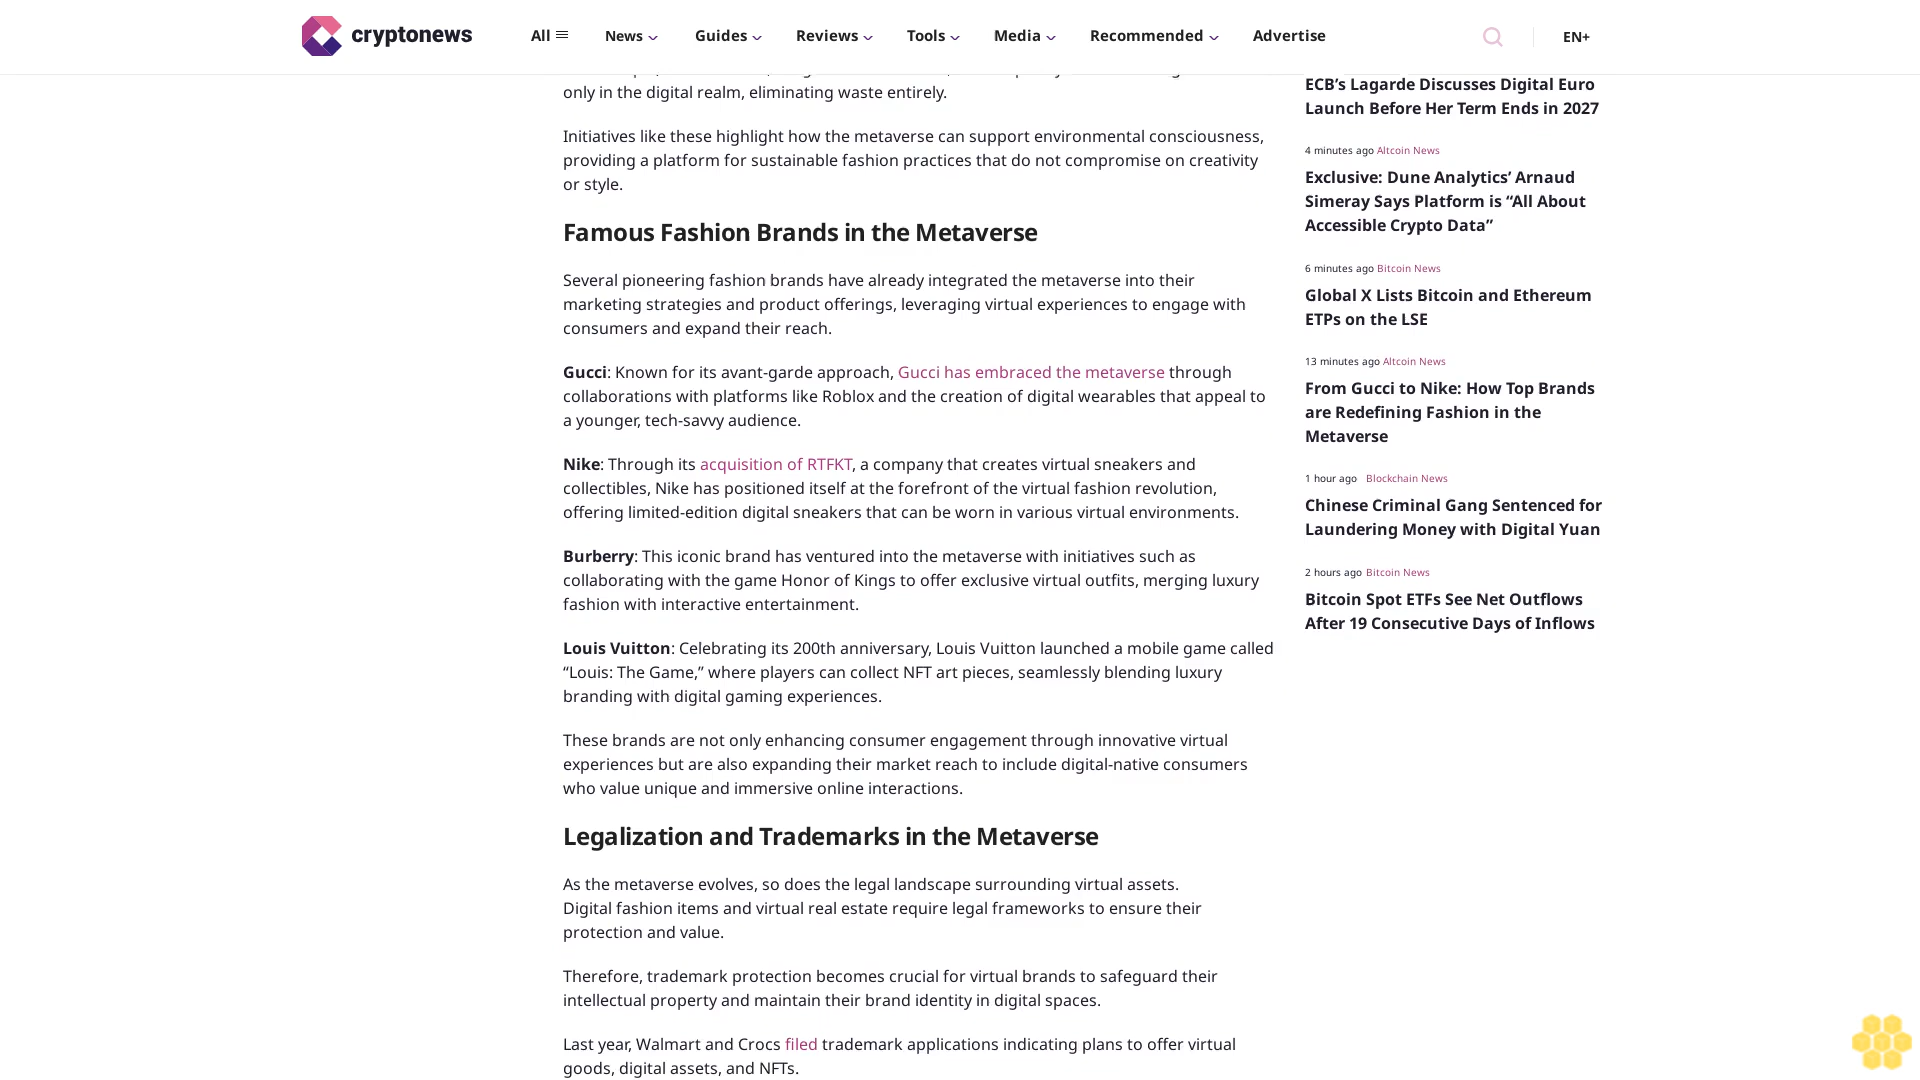 cryptonews
All
News
Guides
Reviews
Tools
Media
Recommended
Advertise
EN+
only in the digital realm, eliminating waste entirely.
Initiatives like these highlight how the metaverse can support environmental consciousness,
providing a platform for sustainable fashion practices that do not compromise on creativity
or style.
Famous Fashion Brands in the Metaverse
Several pioneering fashion brands have already integrated the metaverse into their
marketing strategies and product offerings, leveraging virtual experiences to engage with
consumers and expand their reach.
Gucci: Known for its avant-garde approach, Gucci has embraced the metaverse through
collaborations with platforms like Roblox and the creation of digital wearables that appeal to
a younger, tech-savvy audience.
Nike: Through its acquisition of RTFKT, a company that creates virtual sneakers and
collectibles, Nike has positioned itself at the forefront of the virtual fashion revolution,
offering limited-edition digital sneakers that can be worn in various virtual environments.
Burberry: This iconic brand has ventured into the metaverse with initiatives such as
collaborating with the game Honor of Kings to offer exclusive virtual outfits, merging luxury
fashion with interactive entertainment.
Louis Vuitton: Celebrating its 200th anniversary, Louis Vuitton launched a mobile game called
“Louis: The Game,” where players can collect NFT art pieces, seamlessly blending luxury
branding with digital gaming experiences.
These brands are not only enhancing consumer engagement through innovative virtual
experiences but are also expanding their market reach to include digital-native consumers
who value unique and immersive online interactions.
Legalization and Trademarks in the Metaverse
As the metaverse evolves, so does the legal landscape surrounding virtual assets.
Digital fashion items and virtual real estate require legal frameworks to ensure their
protection and value.
Therefore, trademark protection becomes crucial for virtual brands to safeguard their
intellectual property and maintain their brand identity in digital spaces.
Last year, Walmart and Crocs filed trademark applications indicating plans to offer virtual
goods, digital assets, and NFTs.
ECB’s Lagarde Discusses Digital Euro
Launch Before Her Term Ends in 2027
4 minutes ago Altcoin News
Exclusive: Dune Analytics’ Arnaud
Simeray Says Platform is “All About
Accessible Crypto Data”
6 minutes ago Bitcoin News
Global X Lists Bitcoin and Ethereum
ETPs on the LSE
13 minutes ago Altcoin News
From Gucci to Nike: How Top Brands
are Redefining Fashion in the
Metaverse
1 hour ago Blockchain News
Chinese Criminal Gang Sentenced for
Laundering Money with Digital Yuan
2 hours ago Bitcoin News
Bitcoin Spot ETFs See Net Outflows
After 19 Consecutive Days of Inflows